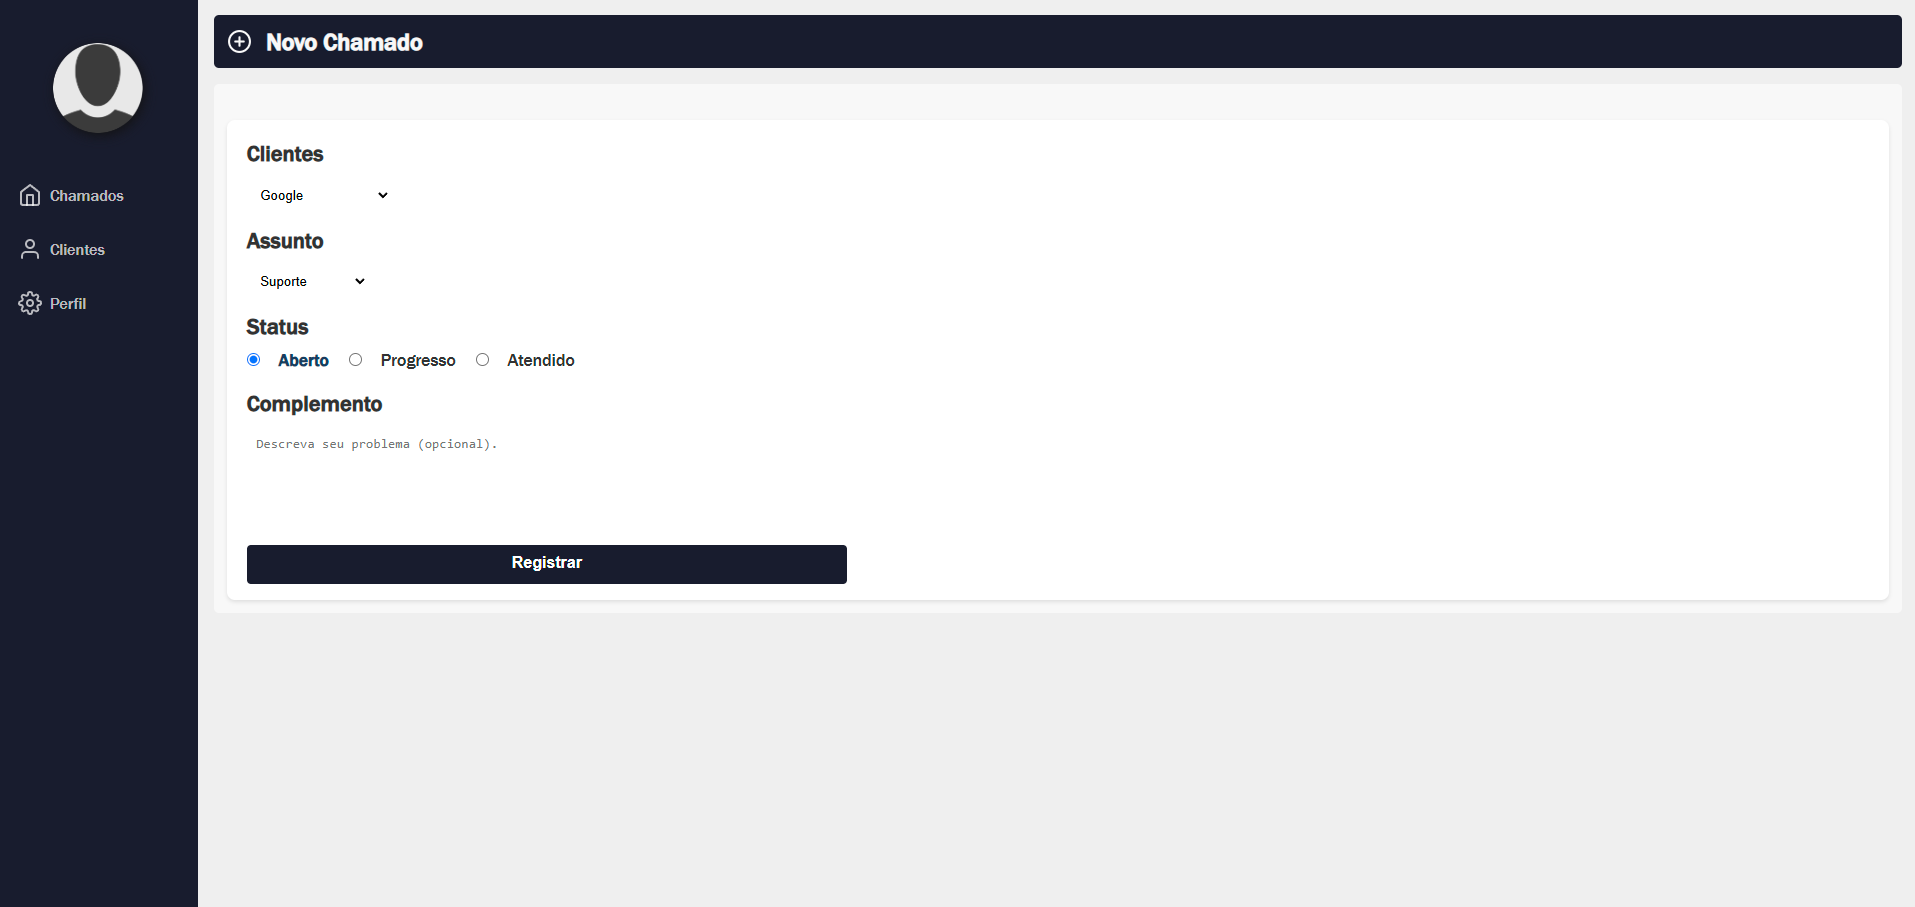 Novo Chamado
Chamados
Clientes
Perfil
Clientes
Google
Assunto
Suporte
Status
Aberto Progresso Atendido
Complemento
Descreva seu problema (opcional).
Registrar